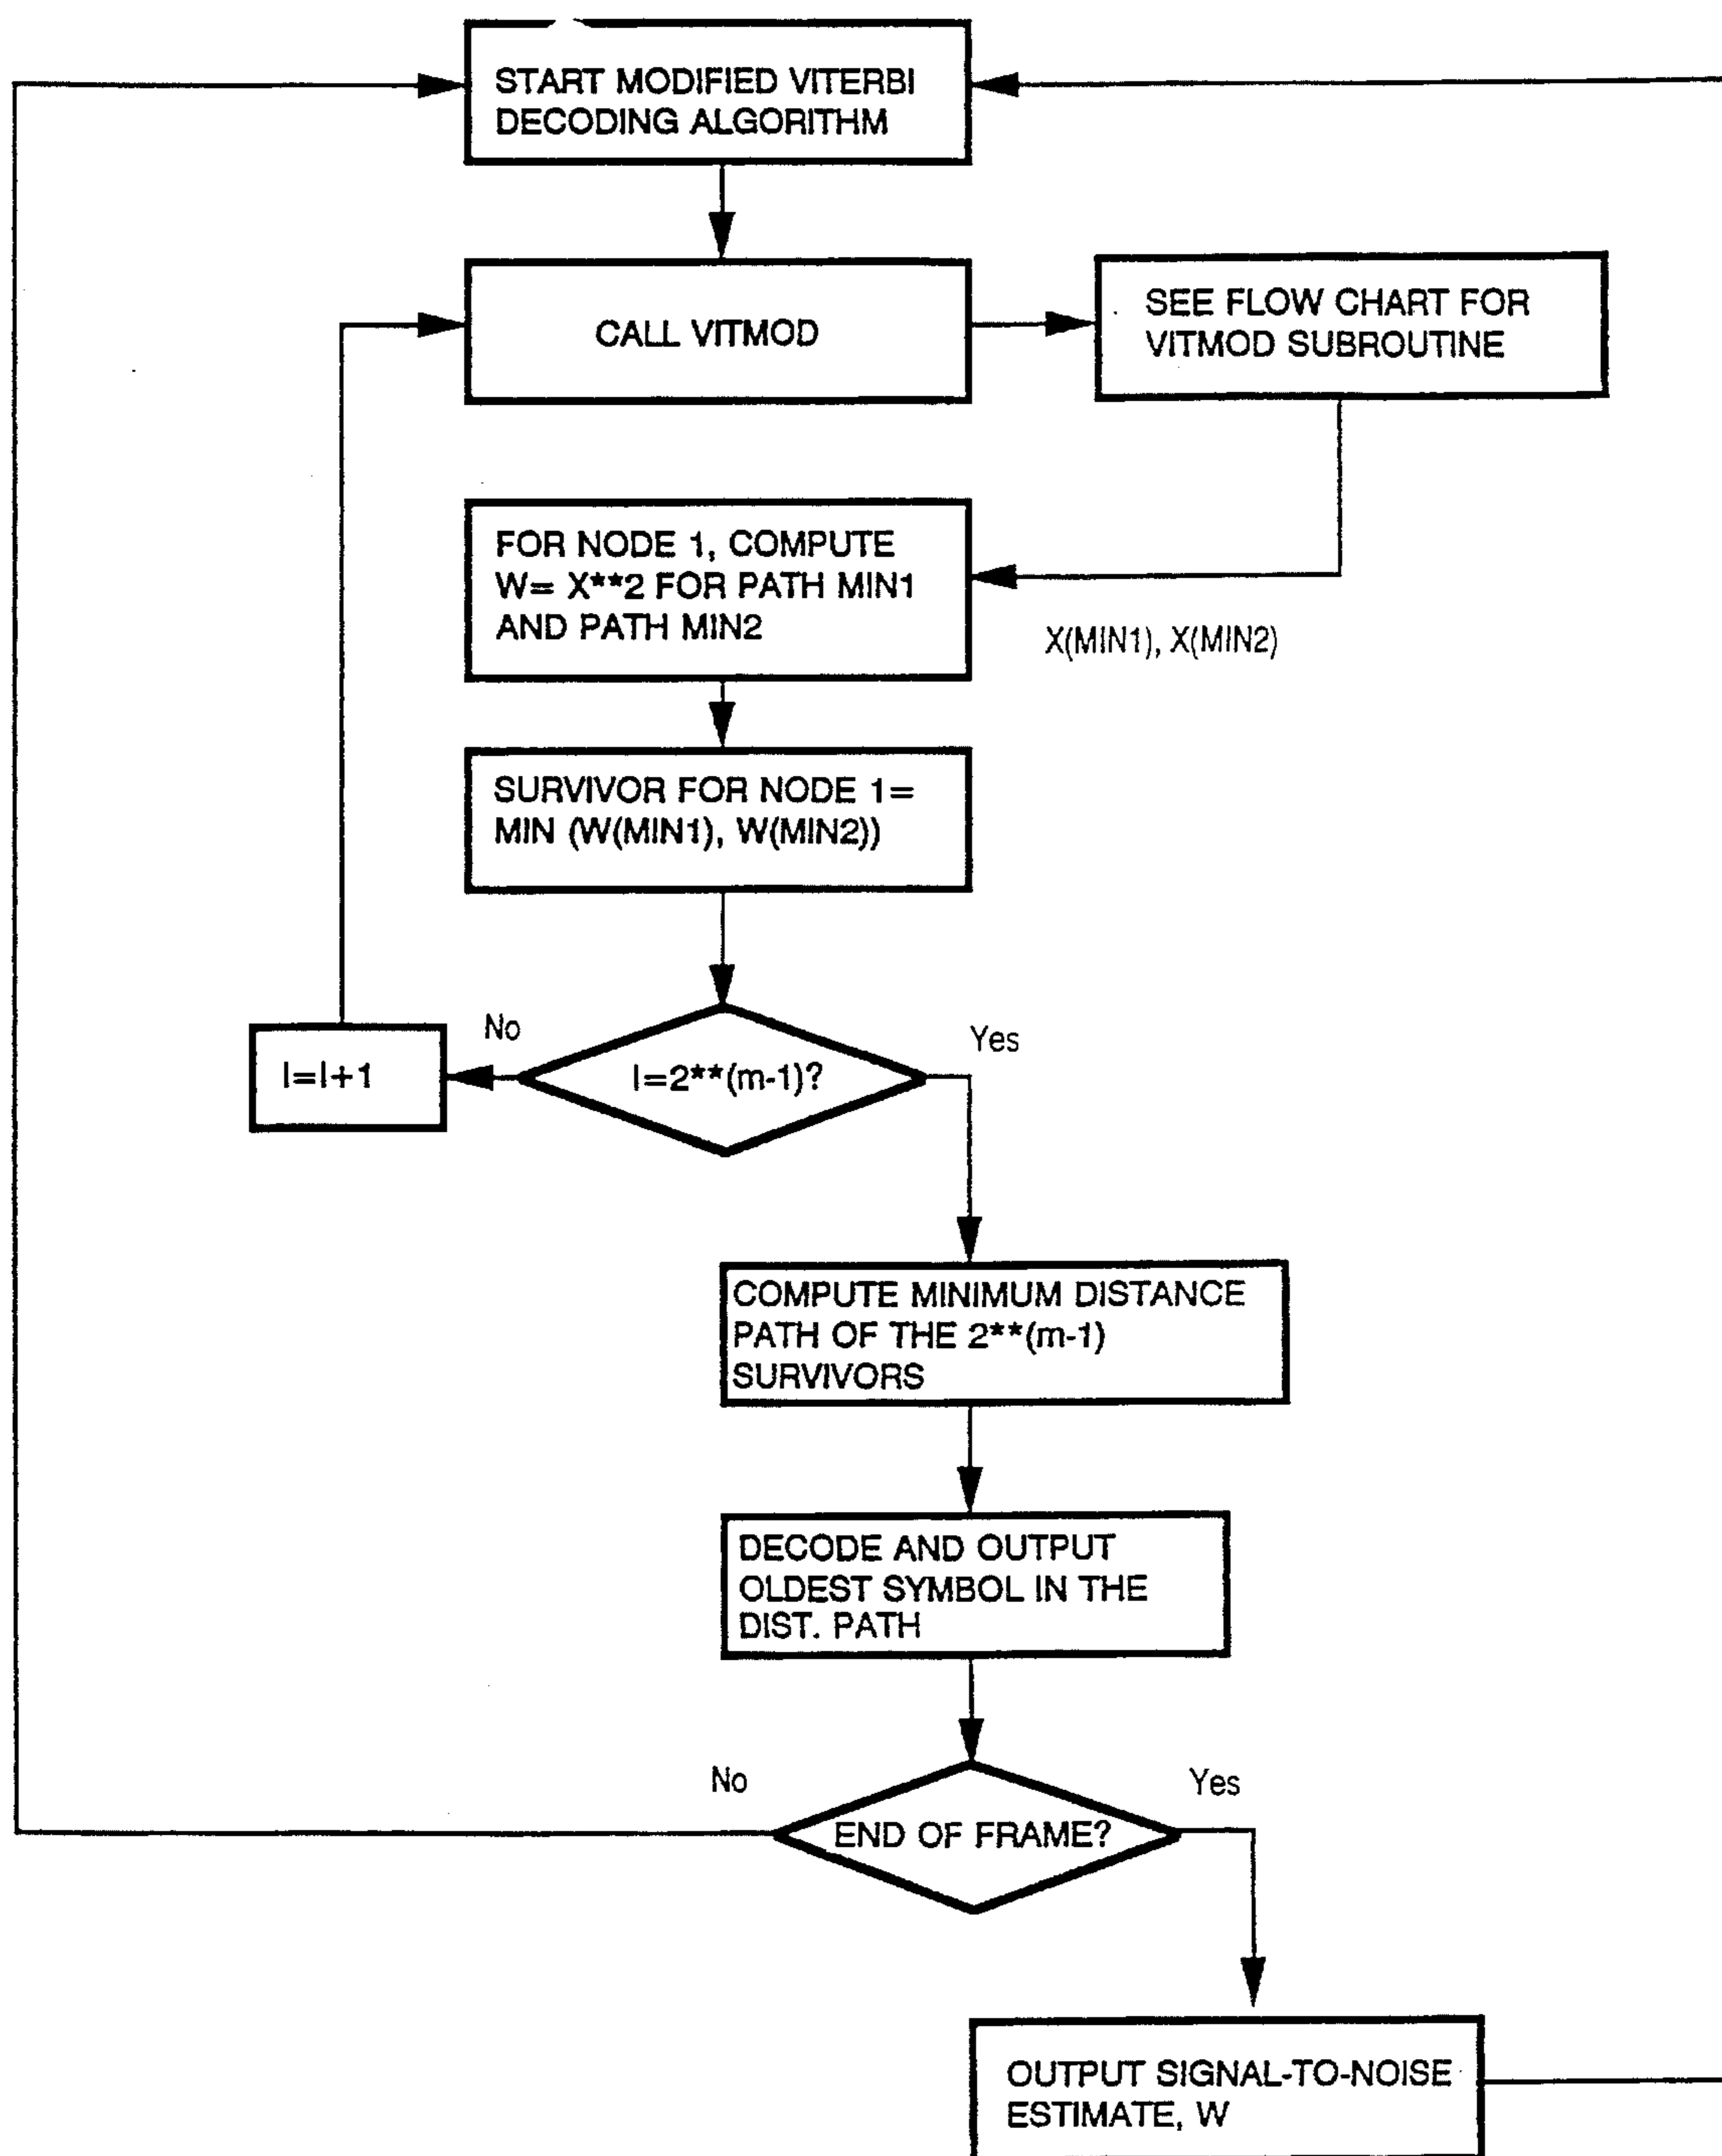 START MODIFIED VITERBI
DECODING ALGORITHM
CALL VITMOD
SEE FLOW CHART FOR
VITMOD SUBROUTINE
FOR NODE 1, COMPUTE
W= X**2 FOR PATH MIN1
AND PATH MIN2
X(MIN1), X(MIN2)
SURVIVOR FOR NODE 1=
MIN (W(MIN1), W(MIN2))
No
Yes
I=I+1
I=2**(m-1)?
COMPUTE MINIMUM DISTANCE
PATH OF THE 2**(m-1)
SURVIVORS
DECODE AND OUTPUT
OLDEST SYMBOL IN THE
DIST. PATH
No
Yes
END OF FRAME?
OUTPUT SIGNAL-TO-NOISE
ESTIMATE, W